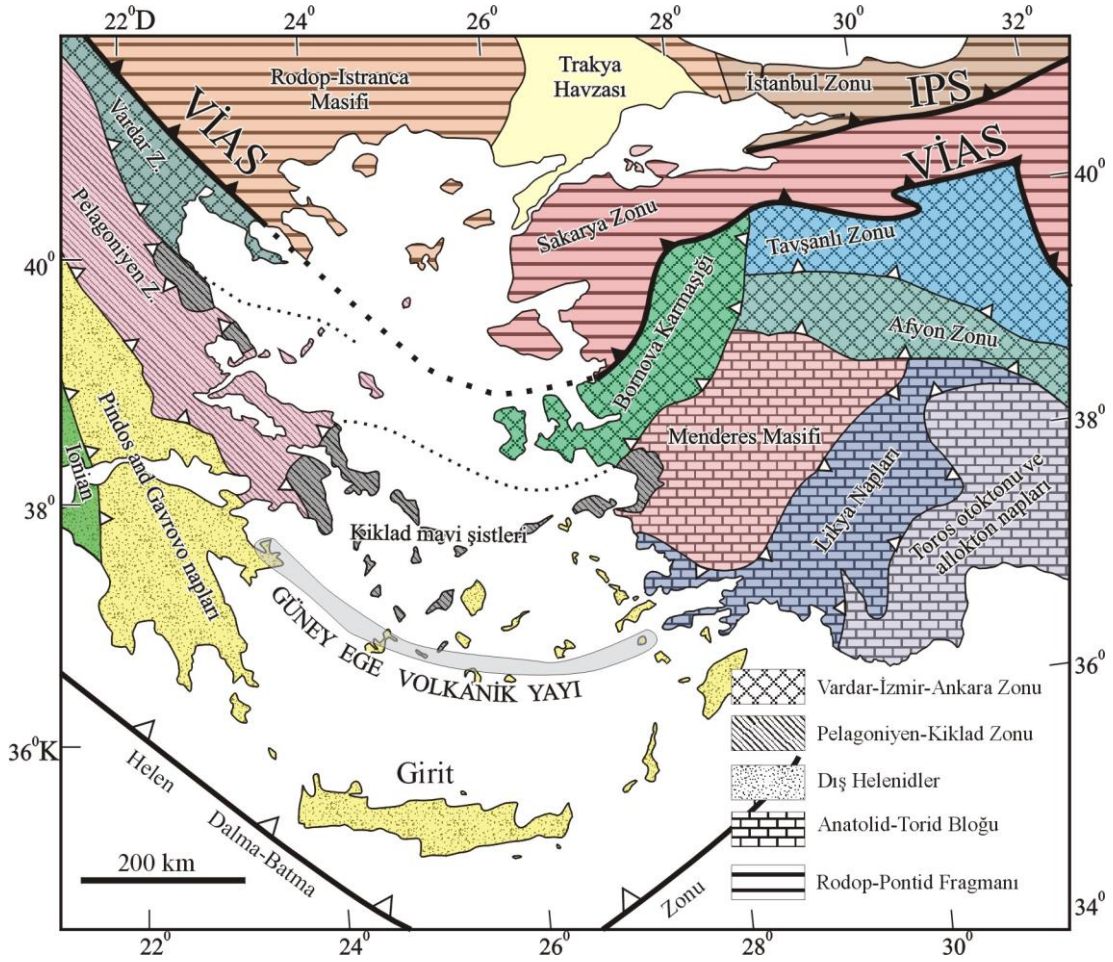 22⁰D
24⁰
26⁰
28⁰
30⁰
32⁰
Rodop-Istranca
Masifi
Trakya
Havzası
İstanbul Zonu
IPS
VİAS
VİAS
Vardar Z.
40⁰
40⁰
Sakarya Zonu
Tavşanlı Zonu
Pelagoniyen Z.
Bornova Karmaşığı
Afyon Zonu
38⁰
Menderes Masifi
Pindos and Gavrovo napları
Ionian
38⁰
Likya Napları
Toros otoktonu ve
allokton napları
Kiklad mavi şistleri
GÜNEY EGE VOLKANİK YAYI
36⁰
Vardar-İzmir-Ankara Zonu
Pelagoniyen-Kiklad Zonu
36⁰K
Girit
Dış Helenidler
Helen
Dalma-Batma
Zonu
Anatolid-Torid Bloğu
200 km
Rodop-Pontid Fragmanı
34⁰
22⁰
24⁰
26⁰
28⁰
30⁰